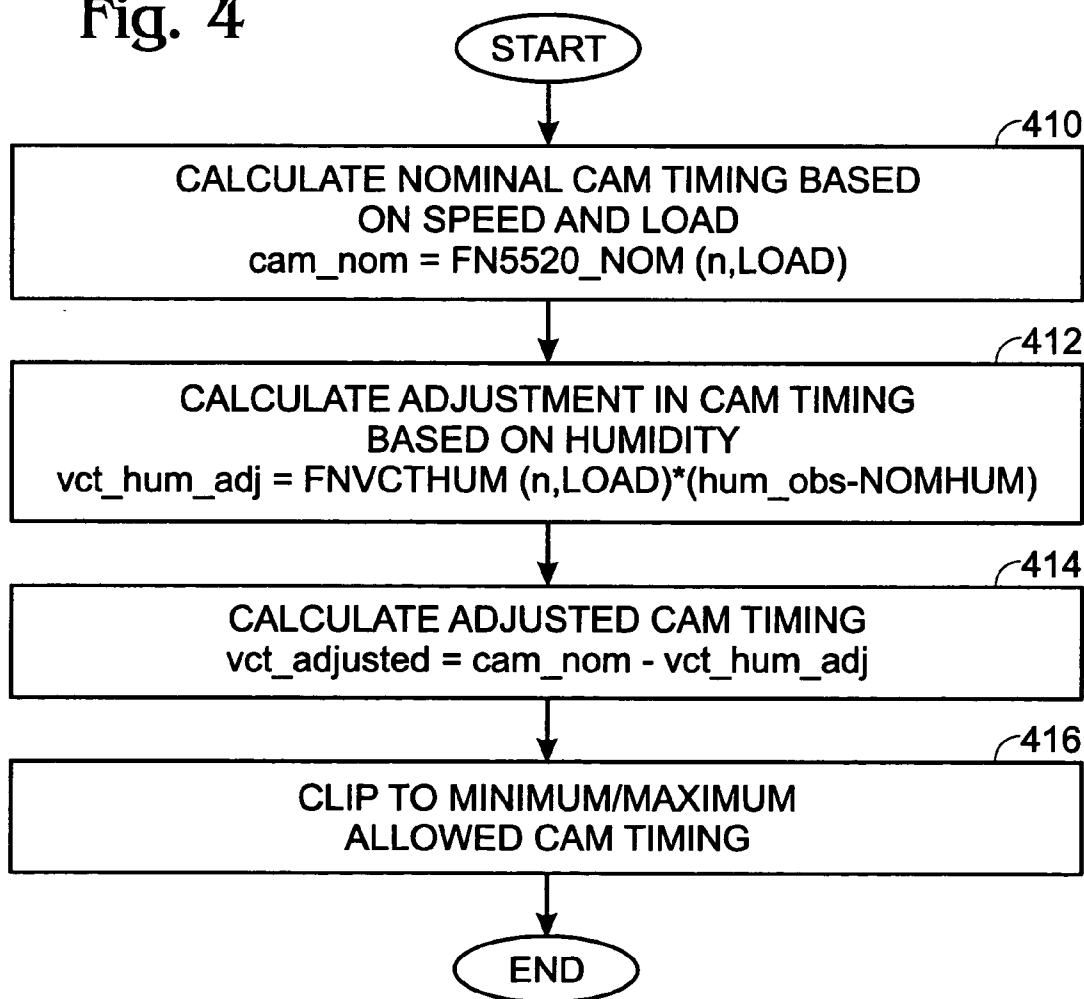 Fig. 4
START
410
CALCULATE NOMINAL CAM TIMING BASED
ON SPEED AND LOAD
cam_nom = FN5520_NOM (n,LOAD)
412
CALCULATE ADJUSTMENT IN CAM TIMING
BASED ON HUMIDITY
vct_hum_adj = FNVCTHUM (n,LOAD)*(hum_obs-NOMHUM)
414
CALCULATE ADJUSTED CAM TIMING
vct_adjusted = cam_nom - vct_hum_adj
416
CLIP TO MINIMUM/MAXIMUM
ALLOWED CAM TIMING
END